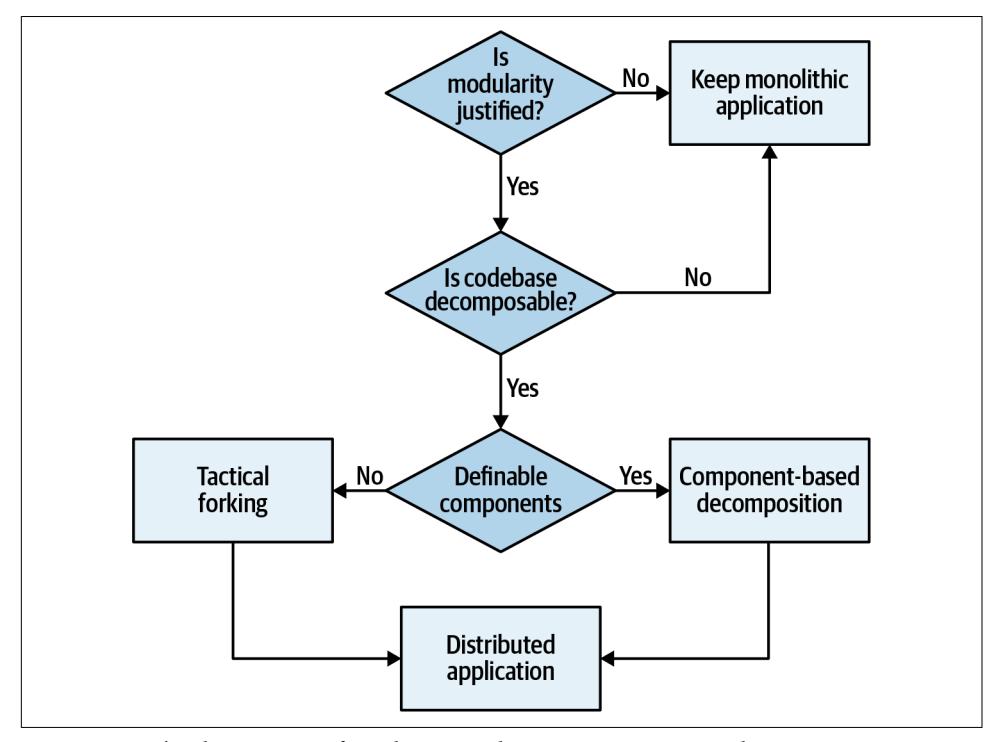 Is
modularity
justified?
No
Keep monolithic
application
Yes
Is codebase
decomposable?
No
Yes
Tactical
forking
No
Definable
components
Yes
Component-based
decomposition
Distributed
application